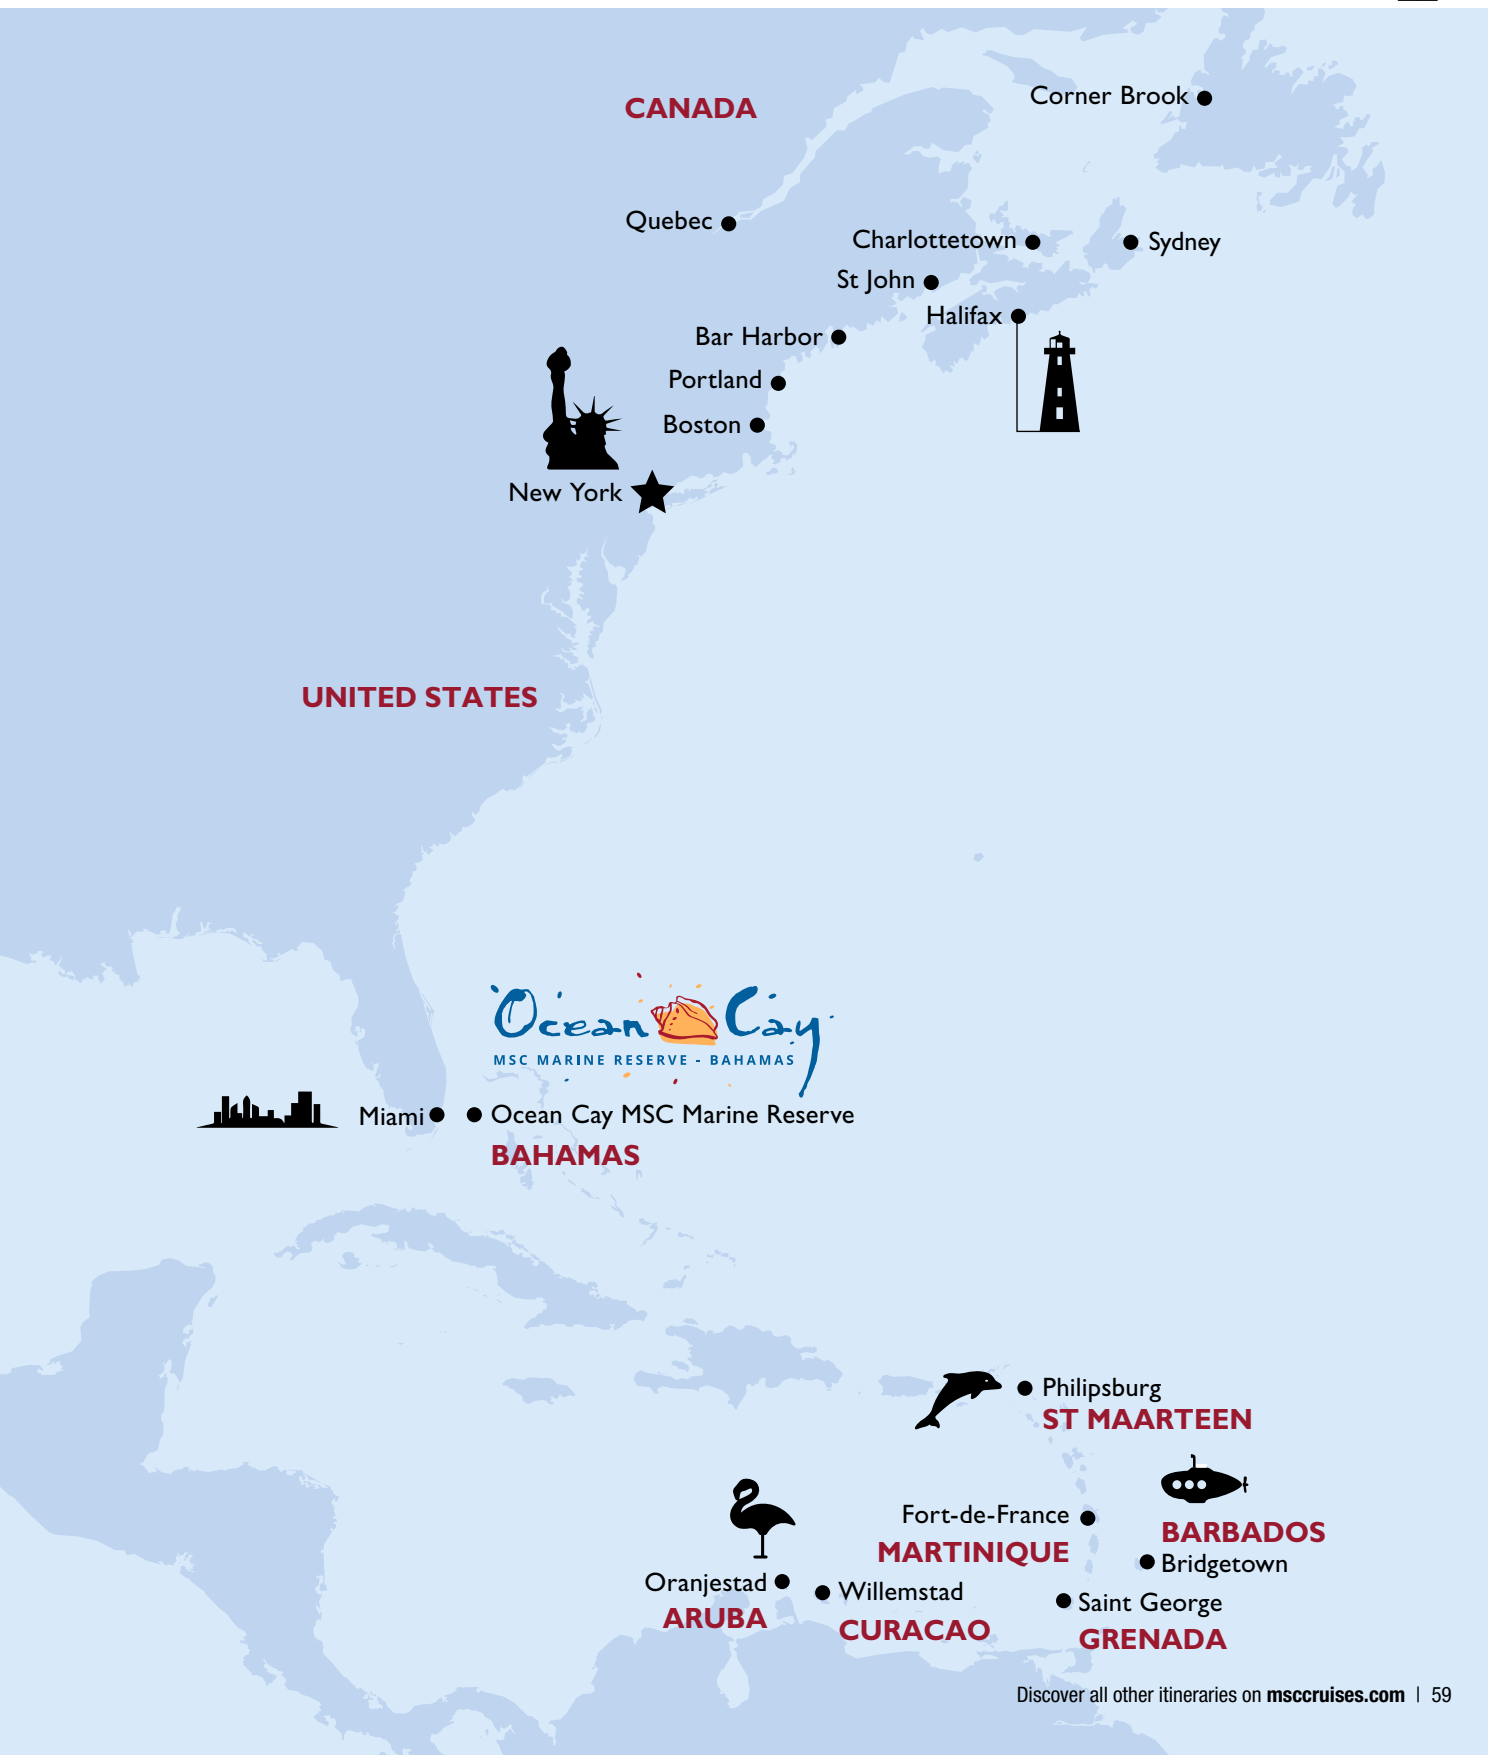 CANADA
Corner Brook
Quebec
Charlottetown
Sydney
St John
Halifax
Bar Harbor
Portland
Boston
New York
UNITED STATES
Ocean Cay
MSC MARINE RESERVE - BAHAMAS
Miami
Ocean Cay MSC Marine Reserve
BAHAMAS
Philipsburg
ST MAARTEEN
Fort-de-France
MARTINIQUE
BARBADOS
Bridgetown
Oranjestad
ARUBA
Willemstad
CURACAO
Saint George
GRENADA
Discover all other itineraries on msccruises.com | 59